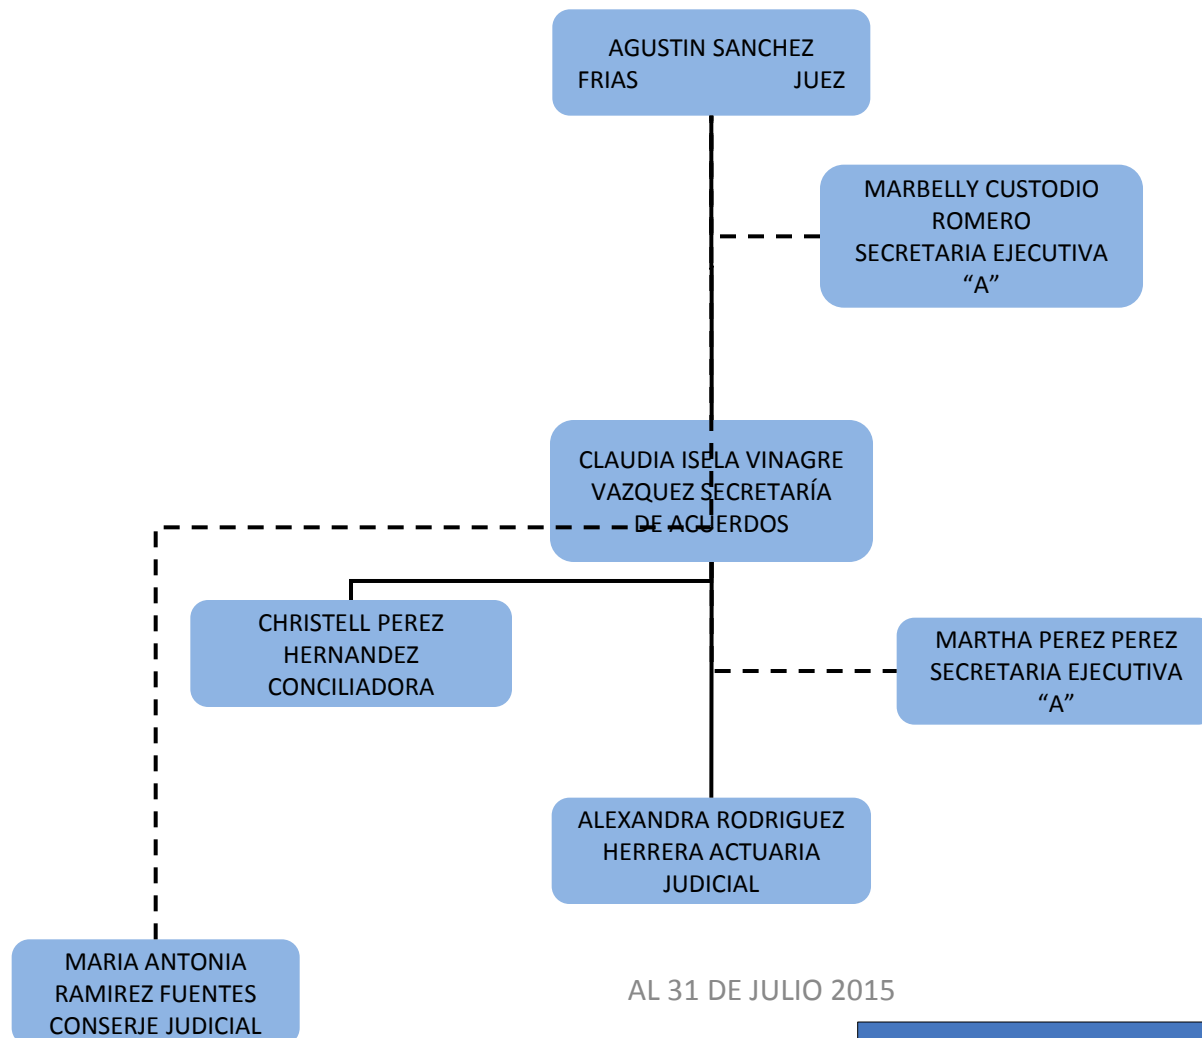 AGUSTIN SANCHEZ
FRIAS JUEZ
MARBELLY CUSTODIO
ROMERO
SECRETARIA EJECUTIVA
“A”
CLAUDIA ISELA VINAGRE
VAZQUEZ SECRETARÍA
DE ACUERDOS
CHRISTELL PEREZ
HERNANDEZ
CONCILIADORA
MARTHA PEREZ PEREZ
SECRETARIA EJECUTIVA
“A”
ALEXANDRA RODRIGUEZ
HERRERA ACTUARIA
JUDICIAL
MARIA ANTONIA
RAMIREZ FUENTES
CONSERJE JUDICIAL
AL 31 DE JULIO 2015